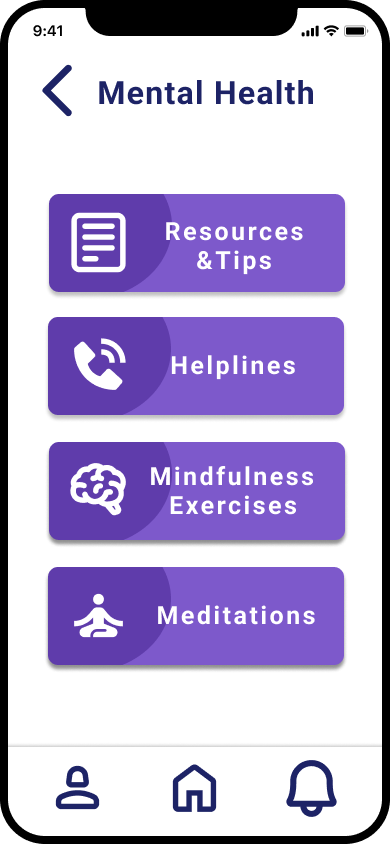 9:41
Mental Health
Resources
&Tips
Helplines
Mindfulness
Exercises
Meditations